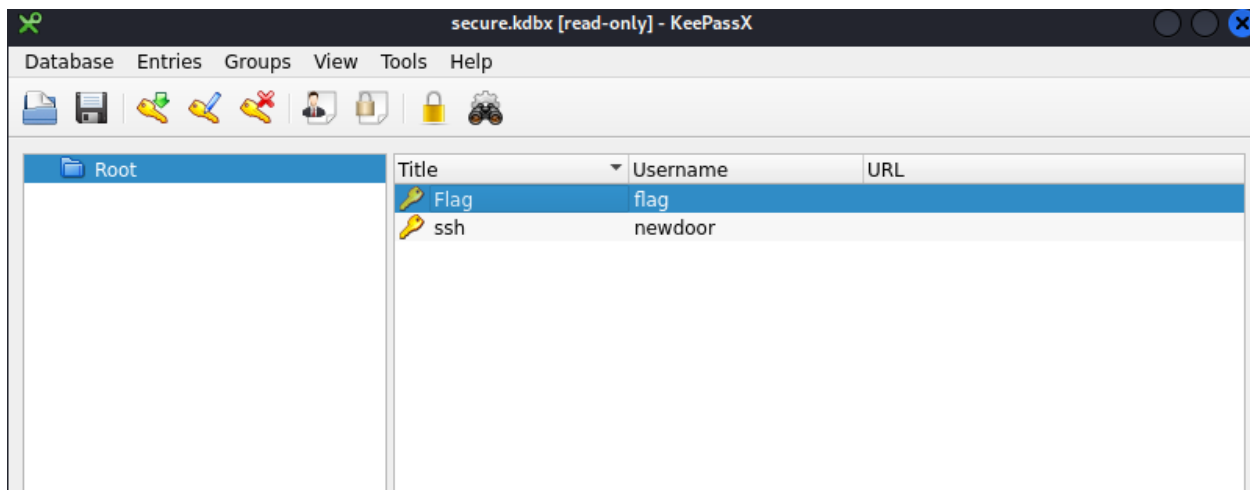 secure.kdbx [read-only] - KeePassX
Database Entries Groups View Tools Help
Root
Title Username URL
Flag flag
ssh newdoor